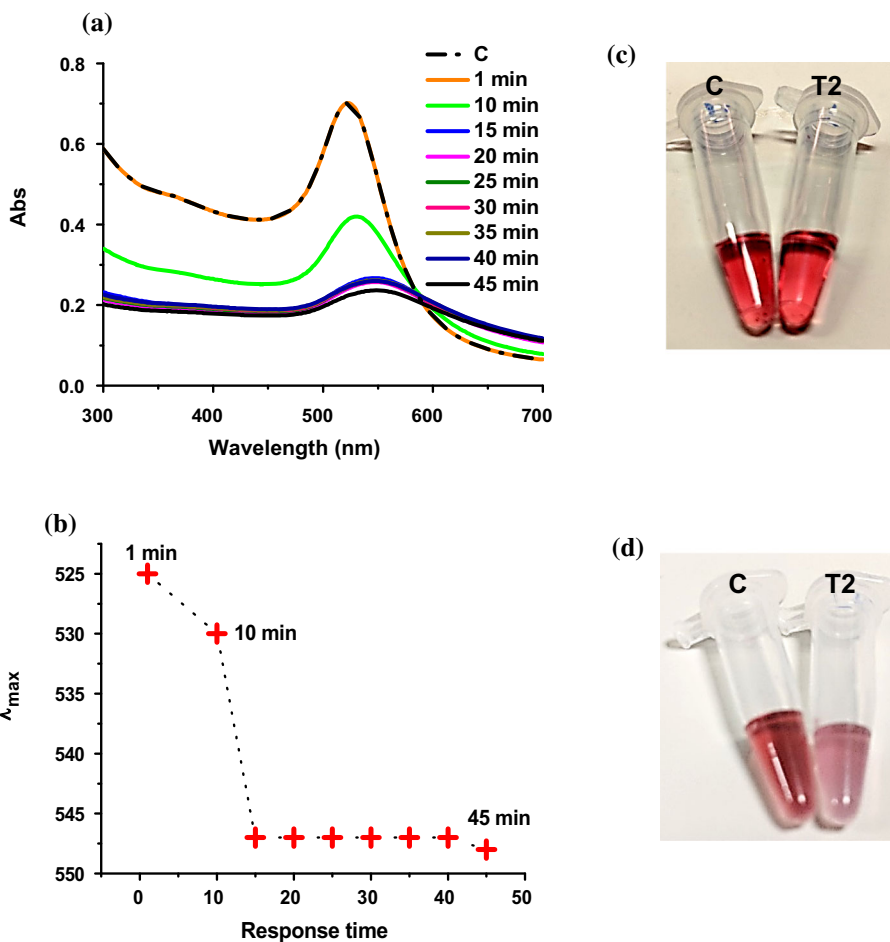 (a)
C
1 min
10 min
15 min
20 min
25 min
30 min
35 min
40 min
45 min
0.8
0.6
0.4
0.2
0.0
Abs
300 400 500 600 700
Wavelength (nm)
(c)
C T2
(b)
525
530
535
540
545
550
λmax
1 min
10 min
45 min
0 10 20 30 40 50
Response time
(d)
C T2